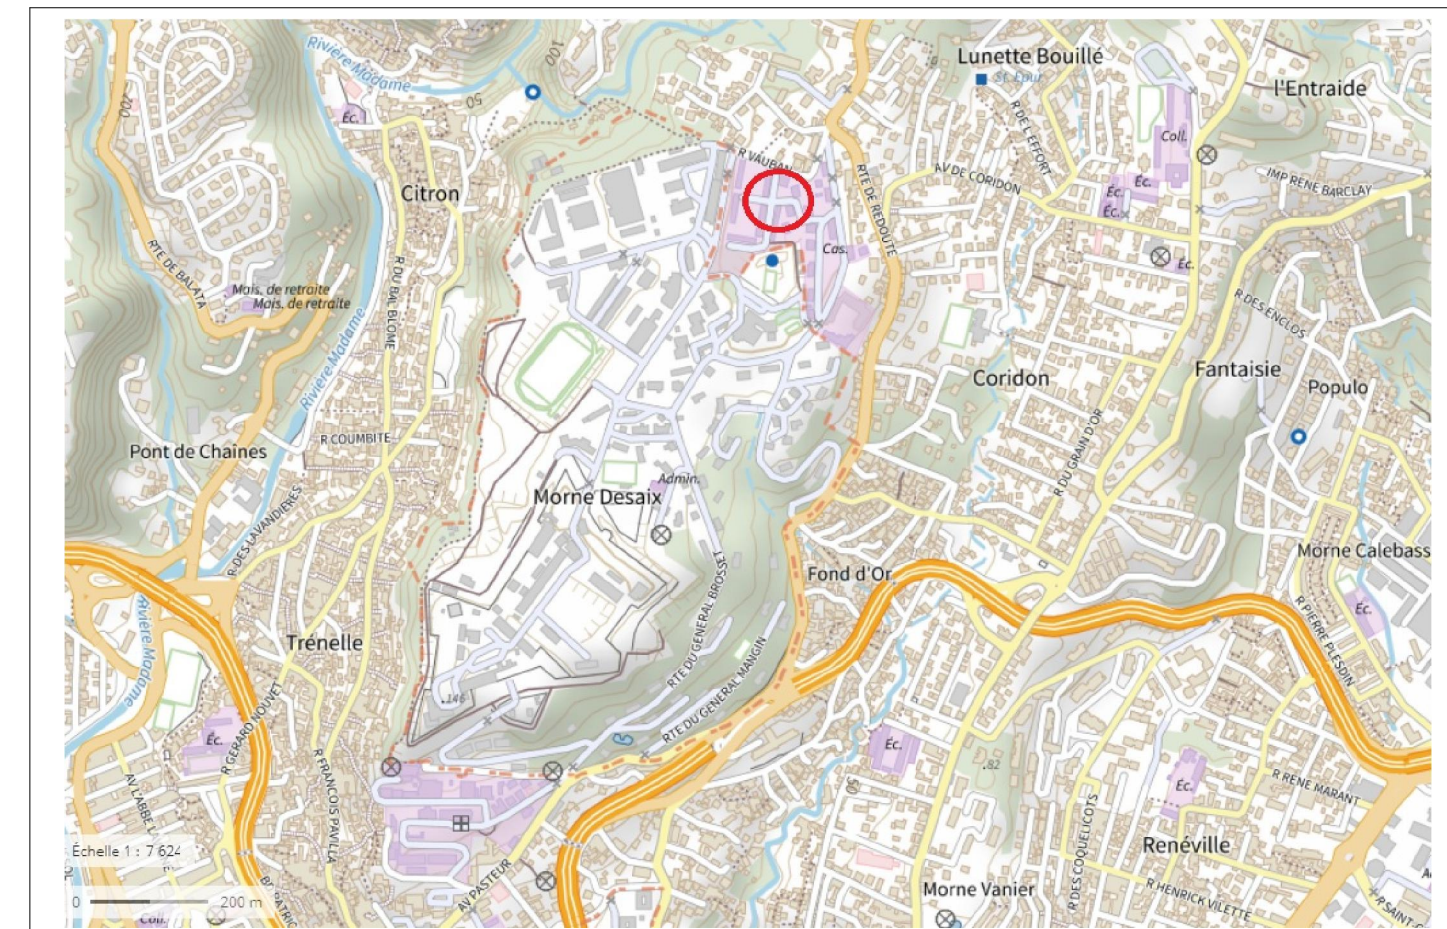 Rivière Madame
100
Lunette Bouillé
St. Eaur
l'Entraide
50
Éc.
R DE L'EFFORT
Coll.
R VAUBAN
100
Citron
RTE DE REDOUTE
AV DE CORIDON
Éc.
Éc.
Éc.
IMP RENE BARCLAY
RTE DE BALATA
Cas.
Éc.
Mais. de retraite
Mais. de retraite
R DU BAL BLOME
R DES ENCLOS
Rivière Madame
Coridon
Fantaisie
Populo
Pont de Chaînes
R COUMBITE
R DU GRAIN D'OR
Admin.
Morne Desaix
R DES LAVANDIERES
Morne Calebass
Fond d'Or
RTE DU GENERAL BROSSET
Éc.
R PIERRE PLESDIN
Rivière Madame
Trénelle
RTE DU GENERAL MANGIN
.146
R GERARD NOUVET
Éc.
Éc.
R FRANCOIS PAVILLA
.82
50
Éc.
R RENE MARANT
AV L'ABBE L
R DES COQUELICOTS
Renéville
Échelle 1 : 7 624
AV PASTEUR
Morne Vanier
R HENRICK VILETTE
R SAINT-C
0 200 m
Coll.